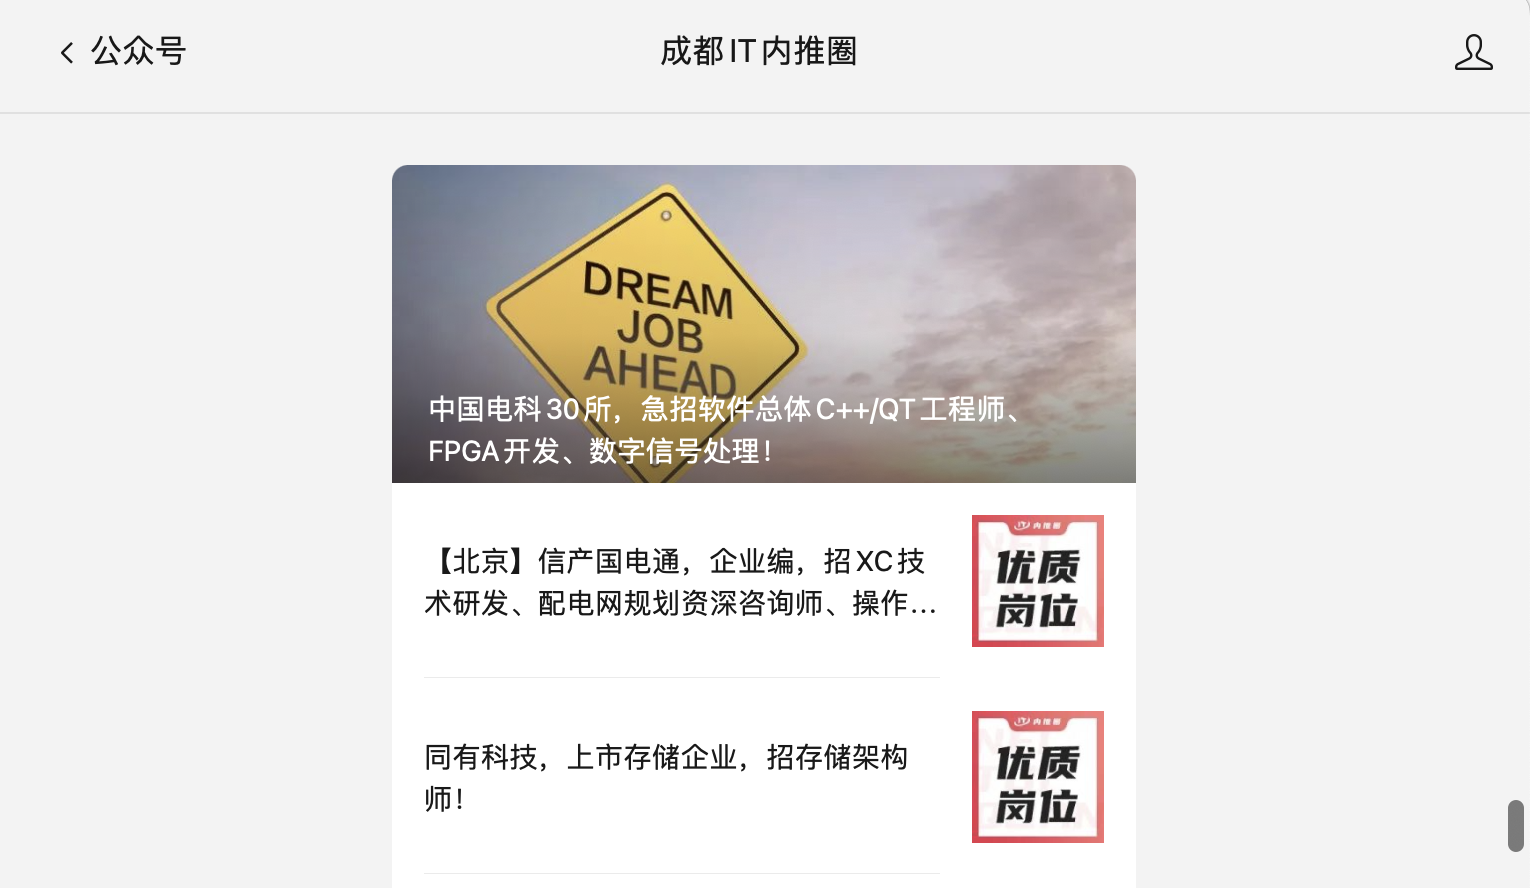 公众号
成都IT内推圈
DREAM
JOB
AHEAD
中国电科30所，急招软件总体C++/QT工程师、
FPGA开发、数字信号处理！
【北京】信产国电通，企业编，招XC技
术研发、配电网规划资深咨询师、操作...
内推圈
优质
岗位
同有科技，上市存储企业，招存储架构
师！
内推圈
优质
岗位